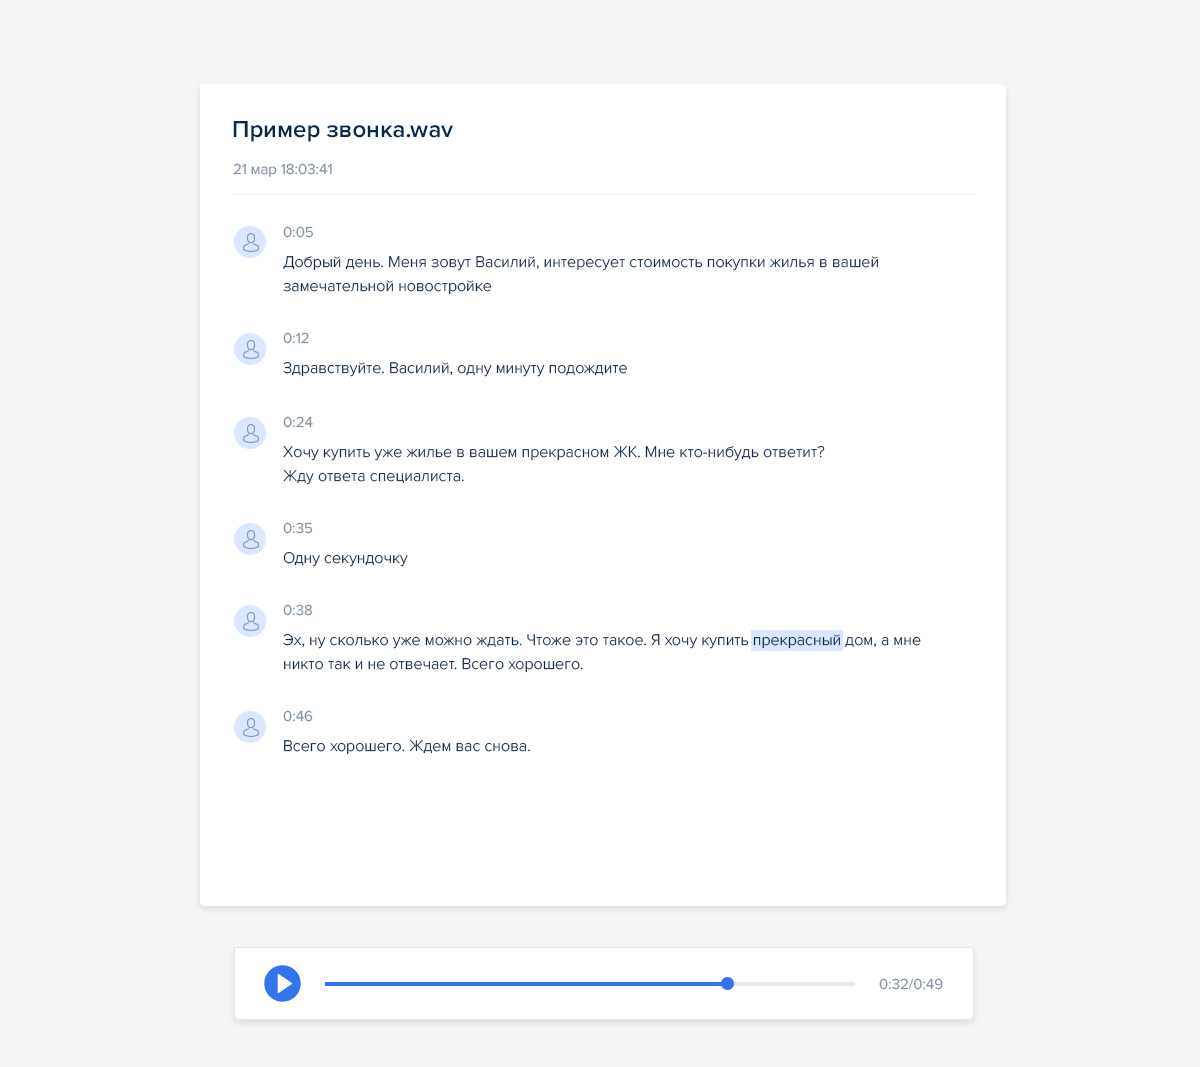 Пример звонка.wav
21 мар 18:03:41
0:05
Добрый день. Меня зовут Василий, интересует стоимость покупки жилья в вашей
замечательной новостройке
0:12
Здравствуйте. Василий, одну минуту подождите
0:24
Хочу купить уже жилье в вашем прекрасном ЖК. Мне кто-нибудь ответит?
Жду ответа специалиста.
0:35
Одну секундочку
0:38
Эх, ну сколько уже можно ждать. Чтоже это такое. Я хочу купить прекрасный дом, а мне
никто так и не отвечает. Всего хорошего.
0:46
Всего хорошего. Ждем вас снова.
0:32/0:49